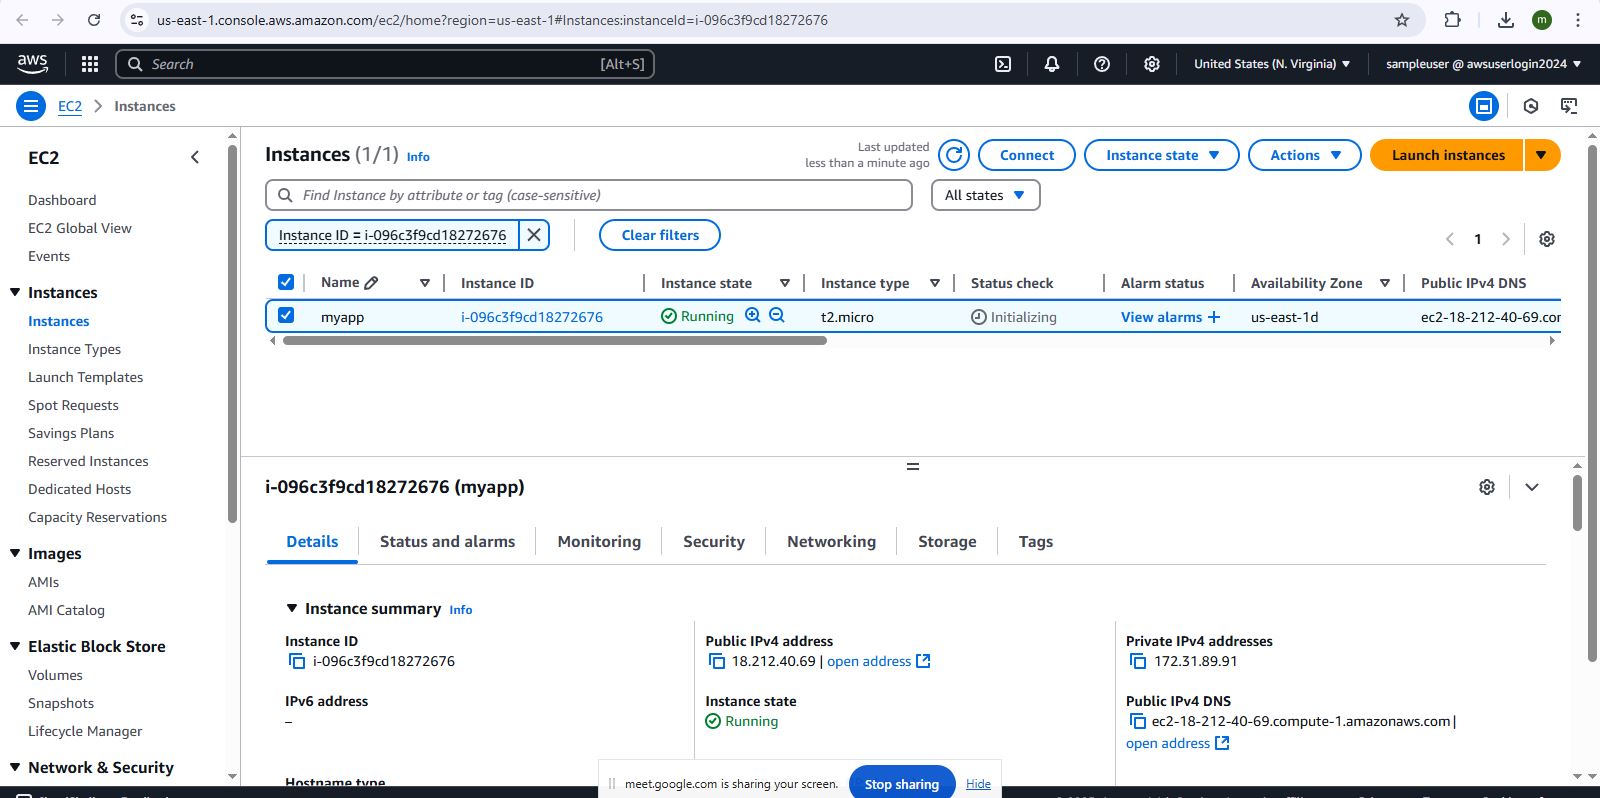 us-east-1.console.aws.amazon.com/ec2/home?region=us-east-1#Instances:instanceId=i-096c3f9cd18272676
m
aws
Search
[Alt+S]
United States (N. Virginia)
sampleuser @ awsuserlogin2024
EC2
Instances
EC2
Dashboard
EC2 Global View
Events
Instances
Instances
Instance Types
Launch Templates
Spot Requests
Savings Plans
Reserved Instances
Dedicated Hosts
Capacity Reservations
Images
AMIs
AMI Catalog
Elastic Block Store
Volumes
Snapshots
Lifecycle Manager
Network & Security
Instances (1/1) Info
Last updated
less than a minute ago
Connect
Instance state
Actions
Launch instances
Find Instance by attribute or tag (case-sensitive)
All states
Instance ID = i-096c3f9cd18272676
Clear filters
1
Name Instance ID Instance state Instance type Status check Alarm status Availability Zone Public IPv4 DNS
myapp i-096c3f9cd18272676 Running t2.micro Initializing View alarms + us-east-1d ec2-18-212-40-69.cor
i-096c3f9cd18272676 (myapp)
Details Status and alarms Monitoring Security Networking Storage Tags
Instance summary Info
Instance ID
i-096c3f9cd18272676
Public IPv4 address
18.212.40.69 | open address
Private IPv4 addresses
172.31.89.91
IPv6 address
–
Instance state
Running
Public IPv4 DNS
ec2-18-212-40-69.compute-1.amazonaws.com |
open address
Hostname type
meet.google.com is sharing your screen.
Stop sharing
Hide